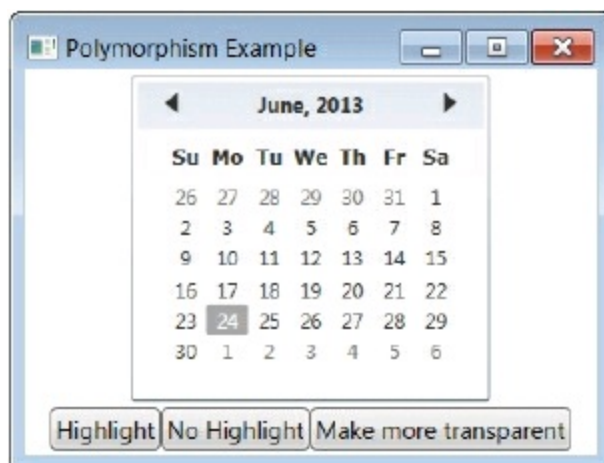 Polymorphism Example
June, 2013
Su Mo Tu We Th Fr Sa
26 27 28 29 30 31 1
2 3 4 5 6 7 8
9 10 11 12 13 14 15
16 17 18 19 20 21 22
23 24 25 26 27 28 29
30 1 2 3 4 5 6
Highlight No Highlight Make more transparent